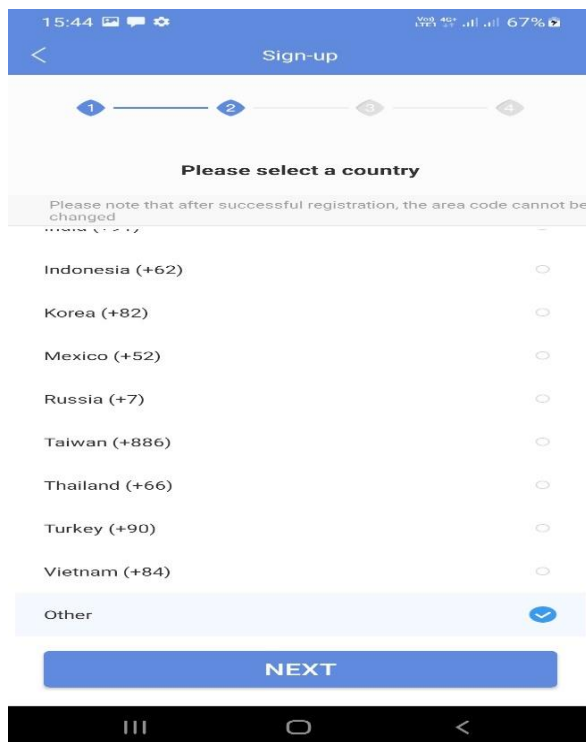 15:44 67%
Sign-up
1 2 3 4
Please select a country
Please note that after successful registration, the area code cannot be
changed
India (+91)
Indonesia (+62)
Korea (+82)
Mexico (+52)
Russia (+7)
Taiwan (+886)
Thailand (+66)
Turkey (+90)
Vietnam (+84)
Other
NEXT